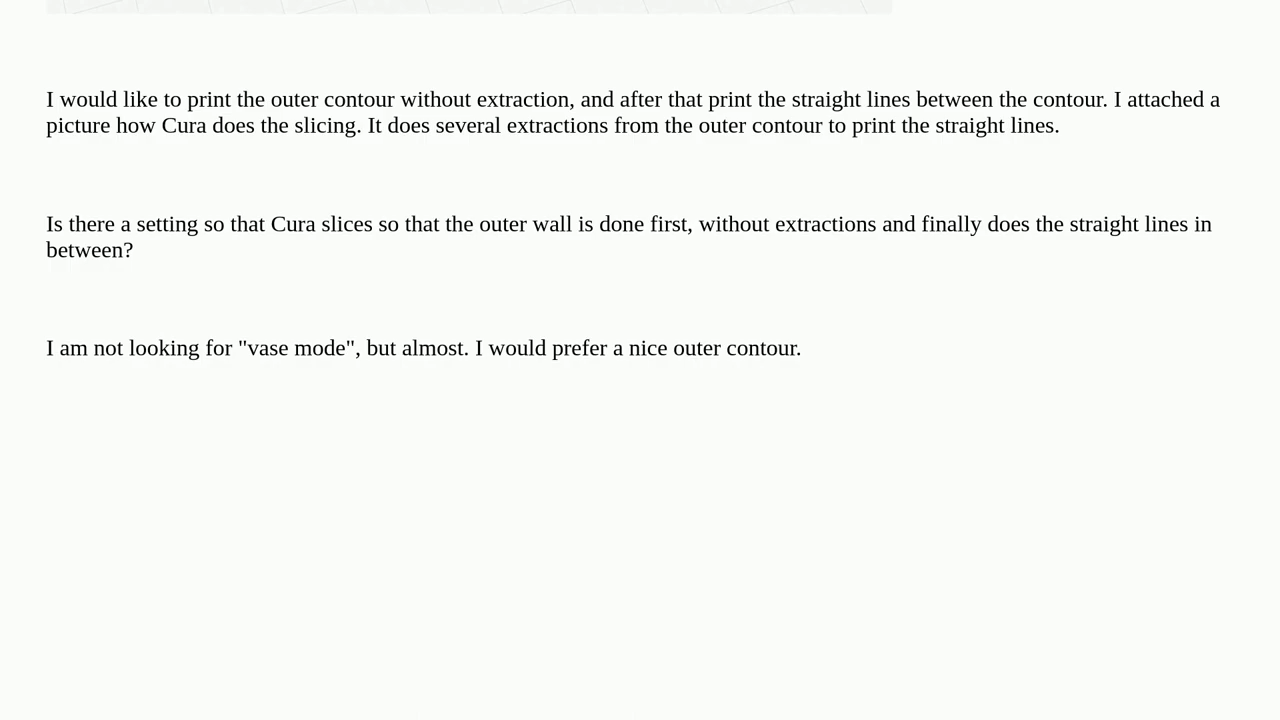 I would like to print the outer contour without extraction, and after that print the straight lines between the contour. I attached a
picture how Cura does the slicing. It does several extractions from the outer contour to print the straight lines.
Is there a setting so that Cura slices so that the outer wall is done first, without extractions and finally does the straight lines in
between?
I am not looking for "vase mode", but almost. I would prefer a nice outer contour.